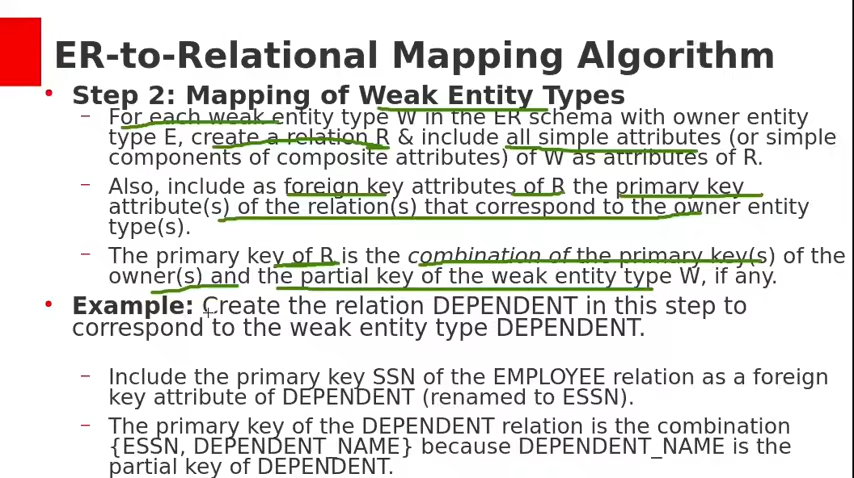 ER-to-Relational Mapping Algorithm
• Step 2: Mapping of Weak Entity Types
– For each weak entity type W in the ER schema with owner entity
type E, create a relation R & include all simple attributes (or simple
components of composite attributes) of W as attributes of R.
– Also, include as foreign key attributes of R the primary key
attribute(s) of the relation(s) that correspond to the owner entity
type(s).
– The primary key of R is the combination of the primary key(s) of the
owner(s) and the partial key of the weak entity type W, if any.
• Example: Create the relation DEPENDENT in this step to
correspond to the weak entity type DEPENDENT.
– Include the primary key SSN of the EMPLOYEE relation as a foreign
key attribute of DEPENDENT (renamed to ESSN).
– The primary key of the DEPENDENT relation is the combination
{ESSN, DEPENDENT_NAME} because DEPENDENT_NAME is the
partial key of DEPENDENT.